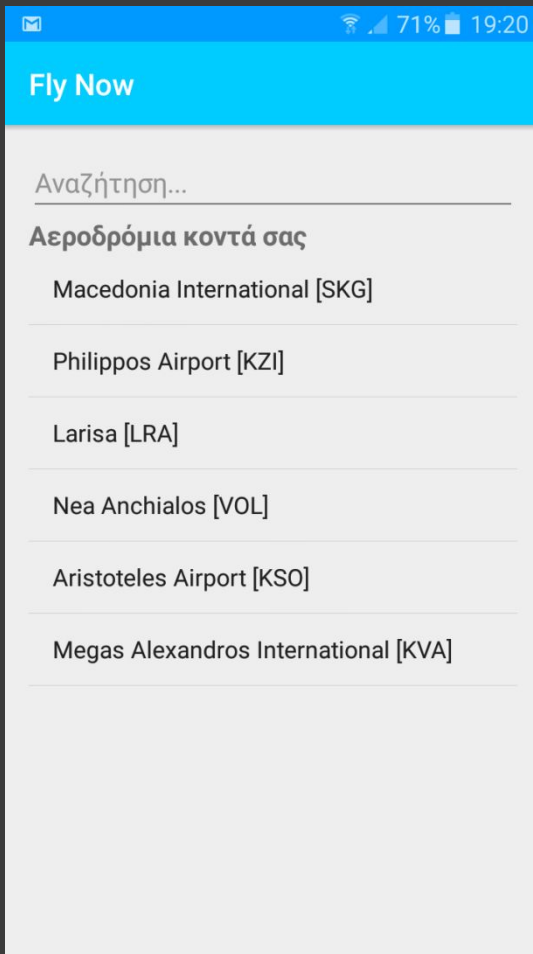 71% 19:20
Fly Now
Αναζήτηση...
Αεροδρόμια κοντά σας
Macedonia International [SKG]
Philippos Airport [KZI]
Larisa [LRA]
Nea Anchialos [VOL]
Aristoteles Airport [KSO]
Megas Alexandros International [KVA]